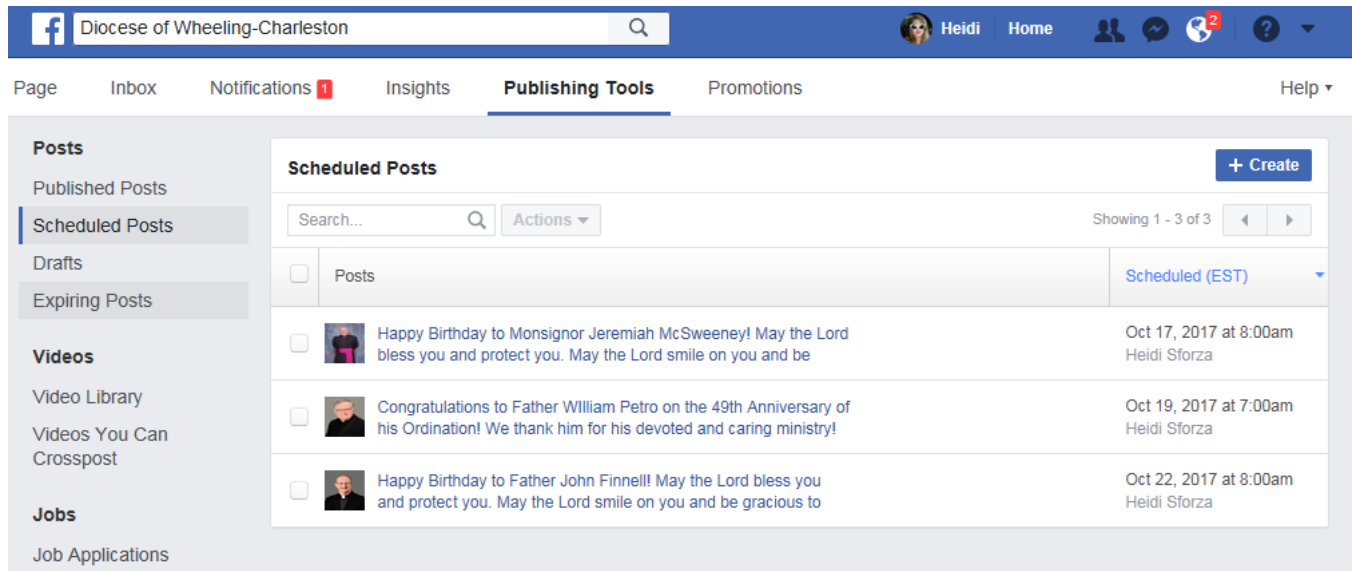 f Diocese of Wheeling-Charleston Heidi Home 2 ?
Page Inbox Notifications 1 Insights Publishing Tools Promotions Help
Posts
Published Posts
Scheduled Posts
Drafts
Expiring Posts
Videos
Video Library
Videos You Can
Crosspost
Jobs
Job Applications
Scheduled Posts + Create
Search... Actions Showing 1 - 3 of 3
Posts Scheduled (EST)
Happy Birthday to Monsignor Jeremiah McSweeney! May the Lord
bless you and protect you. May the Lord smile on you and be
Oct 17, 2017 at 8:00am
Heidi Sforza
Congratulations to Father WIlliam Petro on the 49th Anniversary of
his Ordination! We thank him for his devoted and caring ministry!
Oct 19, 2017 at 7:00am
Heidi Sforza
Happy Birthday to Father John Finnell! May the Lord bless you
and protect you. May the Lord smile on you and be gracious to
Oct 22, 2017 at 8:00am
Heidi Sforza